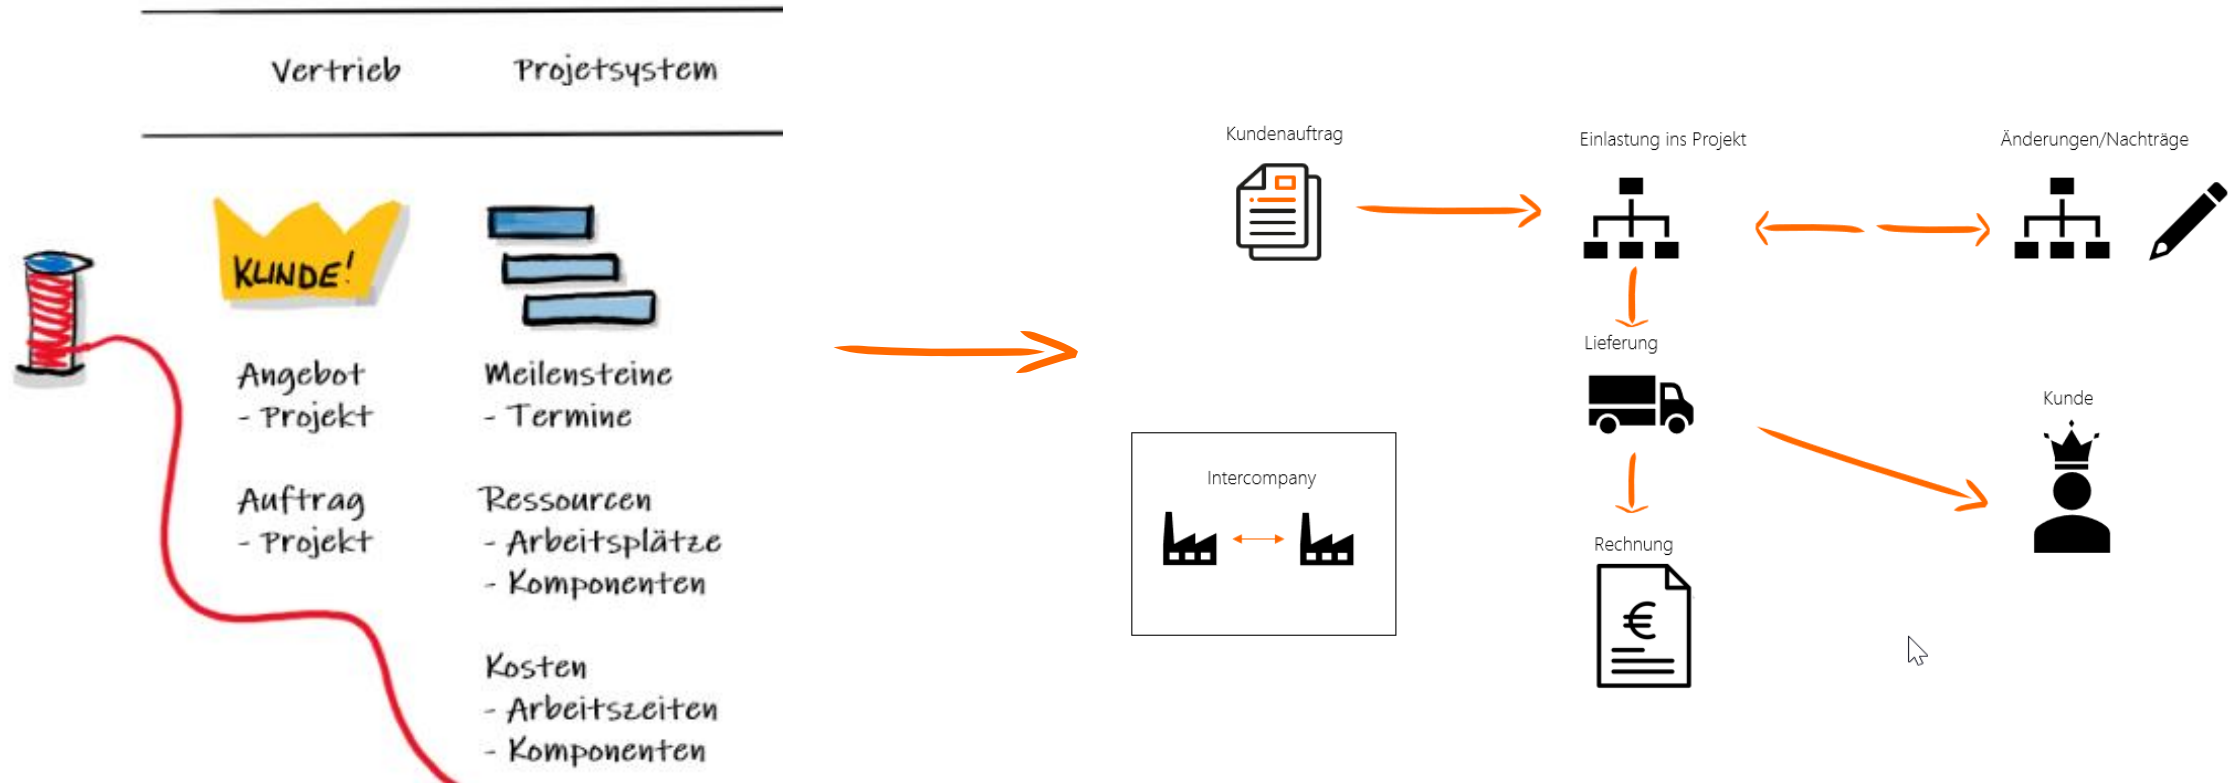 Vertrieb
Projetsystem
KUNDE!
Angebot
- Projekt
Auftrag
- Projekt
Meilensteine
- Termine
Ressourcen
- Arbeitsplätze
- Komponenten
Kosten
- Arbeitszeiten
- Komponenten
Kundenauftrag
Einlastung ins Projekt
Änderungen/Nachträge
Lieferung
Kunde
Intercompany
Rechnung
€